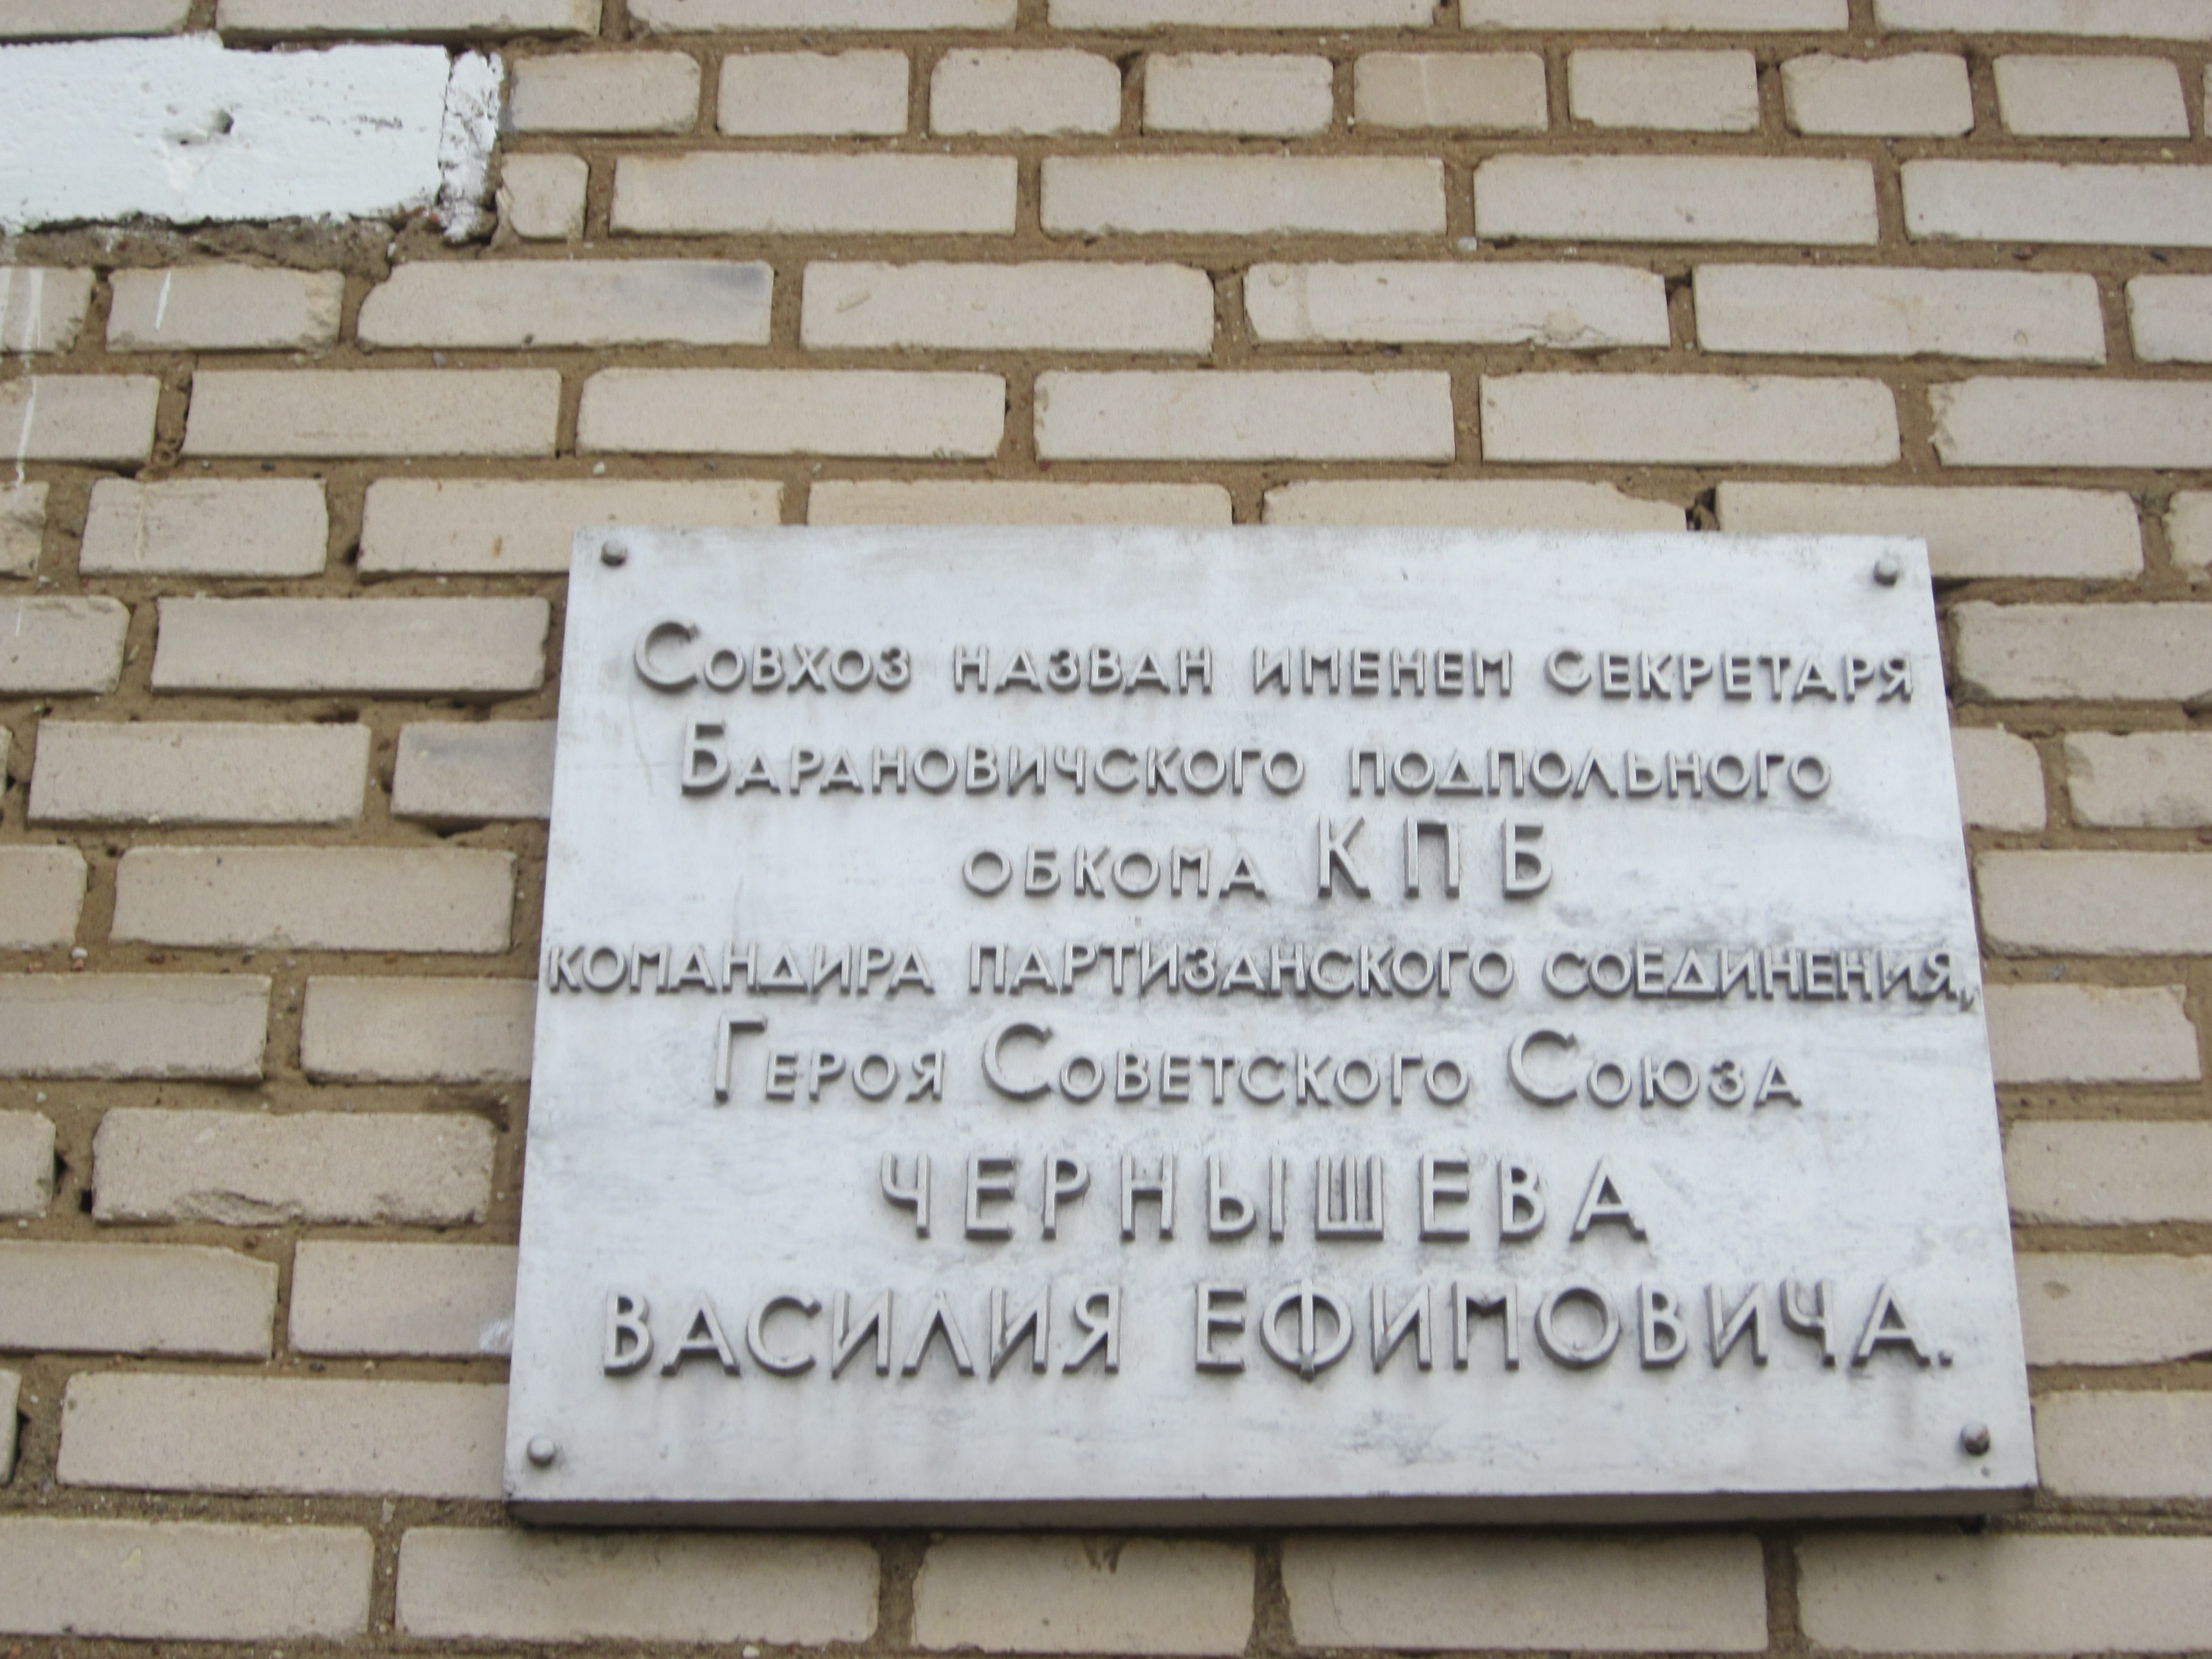 Совхоз назван именем секретаря
Барановичского подпольного
обкома КПБ
командира партизанского соединения,
Героя Советского Союза
ЧЕРНЫШЕВА
ВАСИЛИЯ ЕФИМОВИЧА.